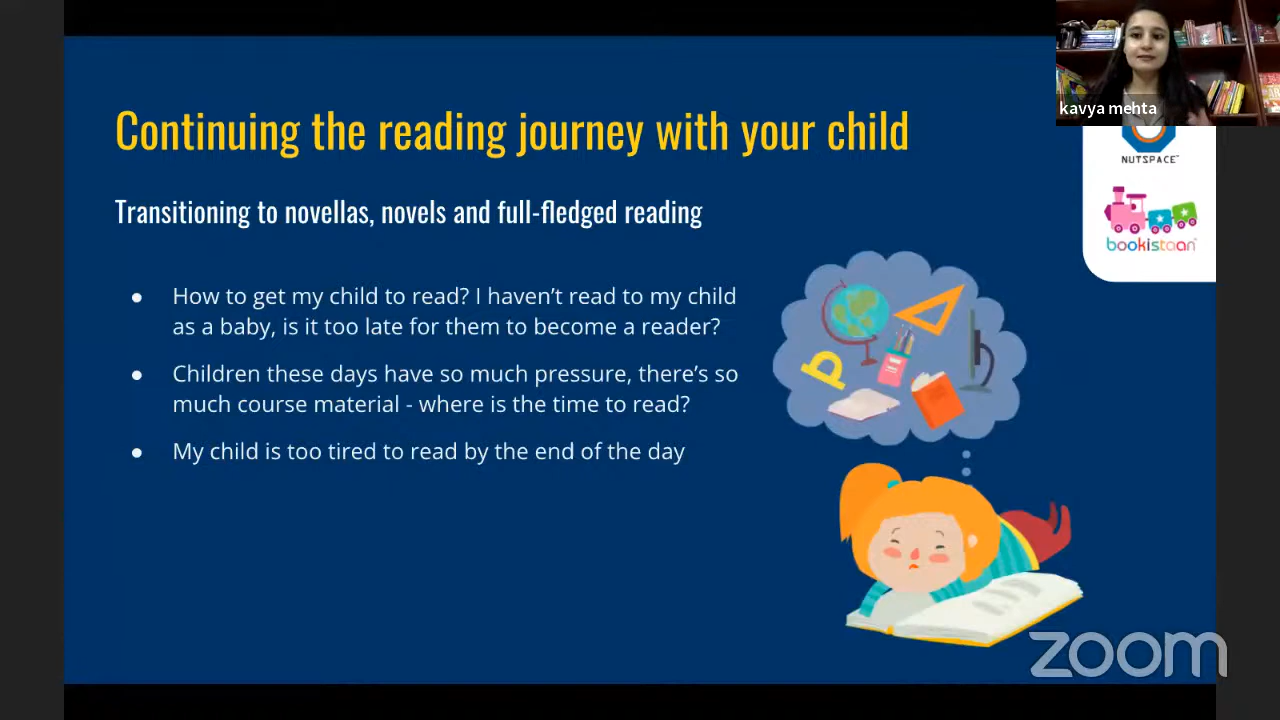 kavya mehta
NUTSPACE™
bookistaan
Continuing the reading journey with your child
Transitioning to novellas, novels and full-fledged reading
● How to get my child to read? I haven’t read to my child
as a baby, is it too late for them to become a reader?
● Children these days have so much pressure, there’s so
much course material - where is the time to read?
● My child is too tired to read by the end of the day
zoom